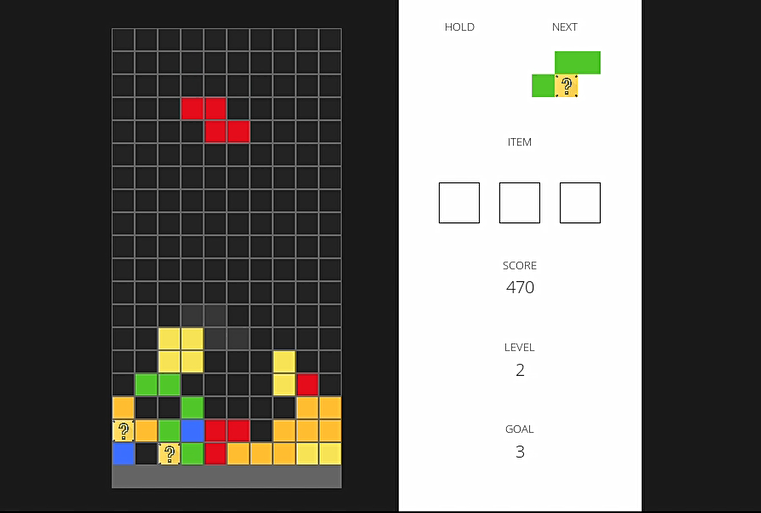 HOLD NEXT
?
ITEM
SCORE
470
LEVEL
2
?
GOAL
3
?